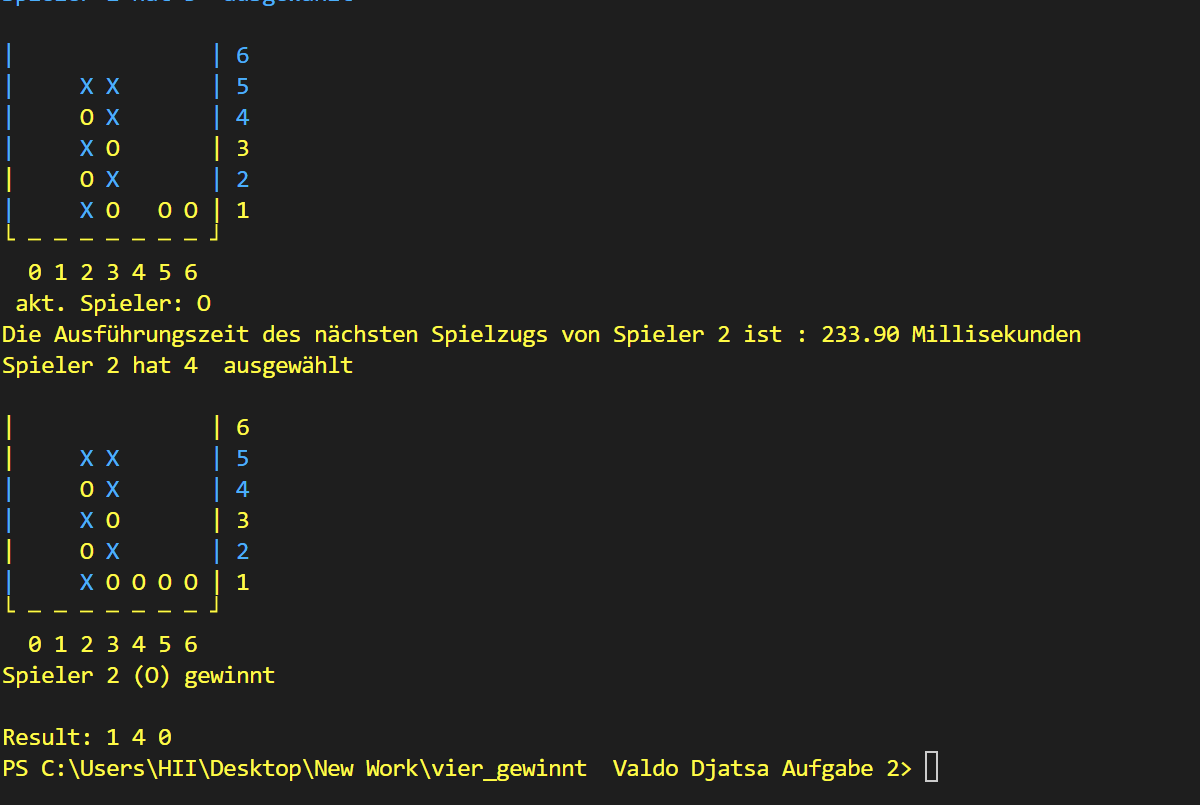 |               | 6
|     X X       | 5
|     O X       | 4
|     X O       | 3
|     O X       | 2
|     X O   O O | 1
└ – – – – – – – ┘
  0 1 2 3 4 5 6
 akt. Spieler: O
Die Ausführungszeit des nächsten Spielzugs von Spieler 2 ist : 233.90 Millisekunden
Spieler 2 hat 4  ausgewählt
|               | 6
|     X X       | 5
|     O X       | 4
|     X O       | 3
|     O X       | 2
|     X O O O O | 1
└ – – – – – – – ┘
  0 1 2 3 4 5 6
Spieler 2 (O) gewinnt
Result: 1 4 0
PS C:\Users\HII\Desktop\New Work\vier_gewinnt  Valdo Djatsa Aufgabe 2>